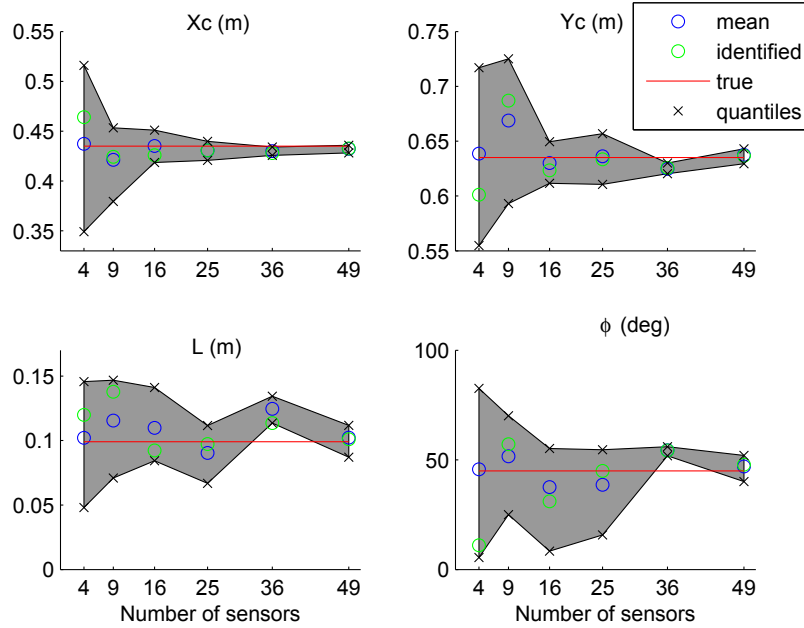 Xc (m)
0.55
0.5
0.45
0.4
0.35
4 9 16 25 36 49
Yc (m)
0.75
0.7
0.65
0.6
0.55
4 9 16 25 36 49
mean
identified
true
quantiles
L (m)
0.15
0.1
0.05
0
4 9 16 25 36 49
Number of sensors
ϕ (deg)
100
50
0
4 9 16 25 36 49
Number of sensors